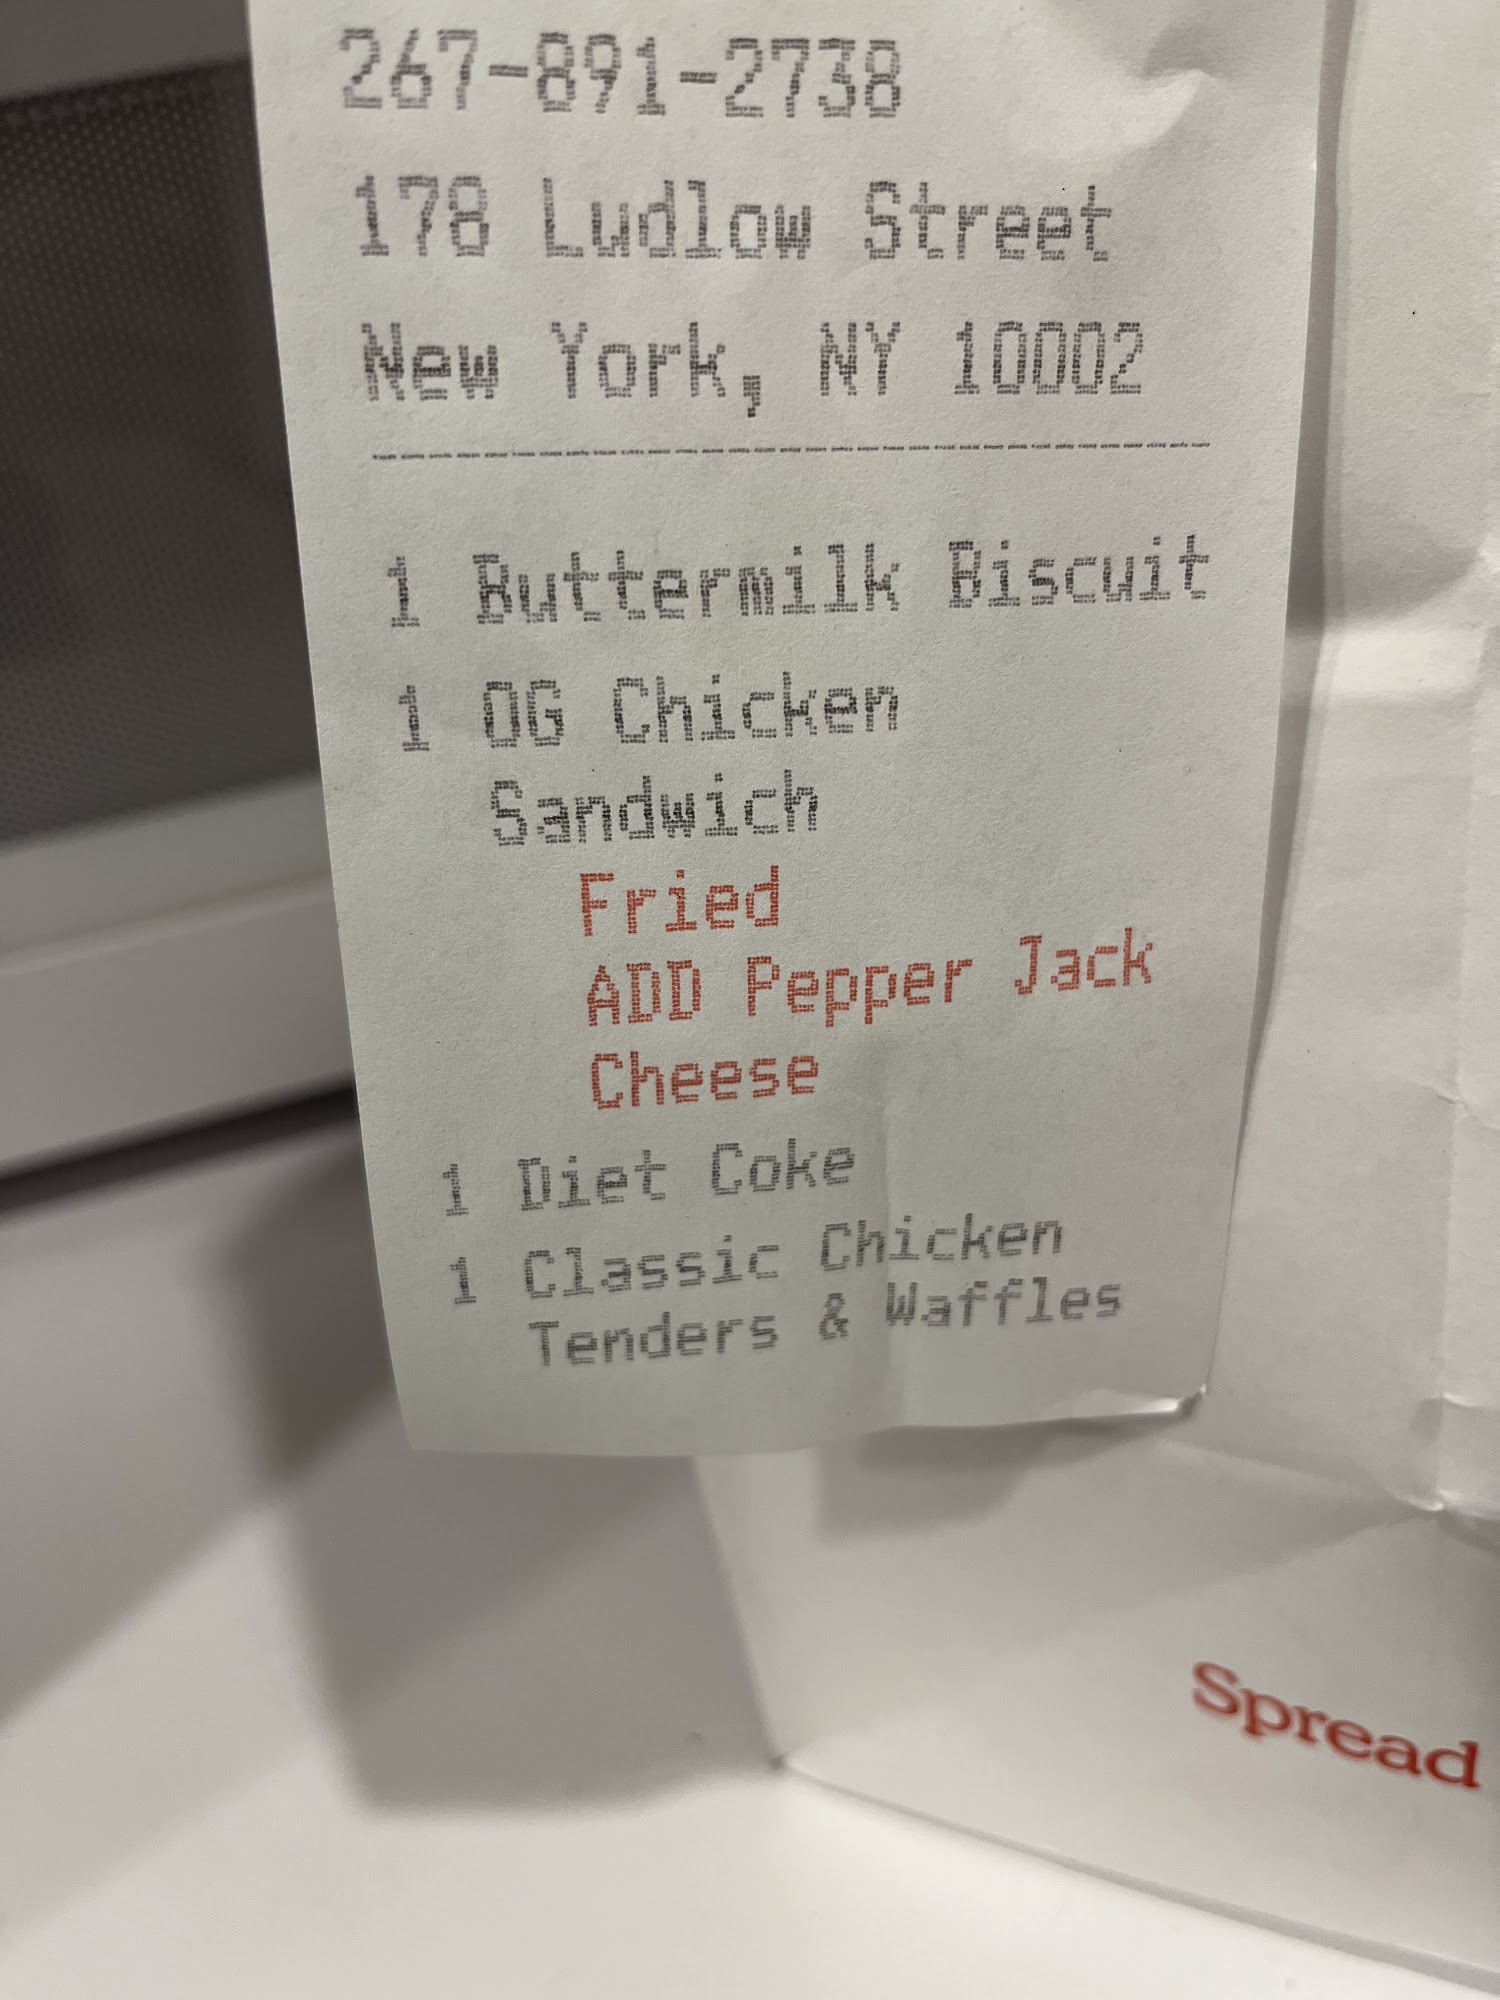 267-891-2738
178 Ludlow Street
New York, NY 10002
1 Buttermilk Biscuit
1 OG Chicken
Sandwich
Fried
ADD Pepper Jack
Cheese
1 Diet Coke
1 Classic Chicken
Tenders & Waffles
Spread